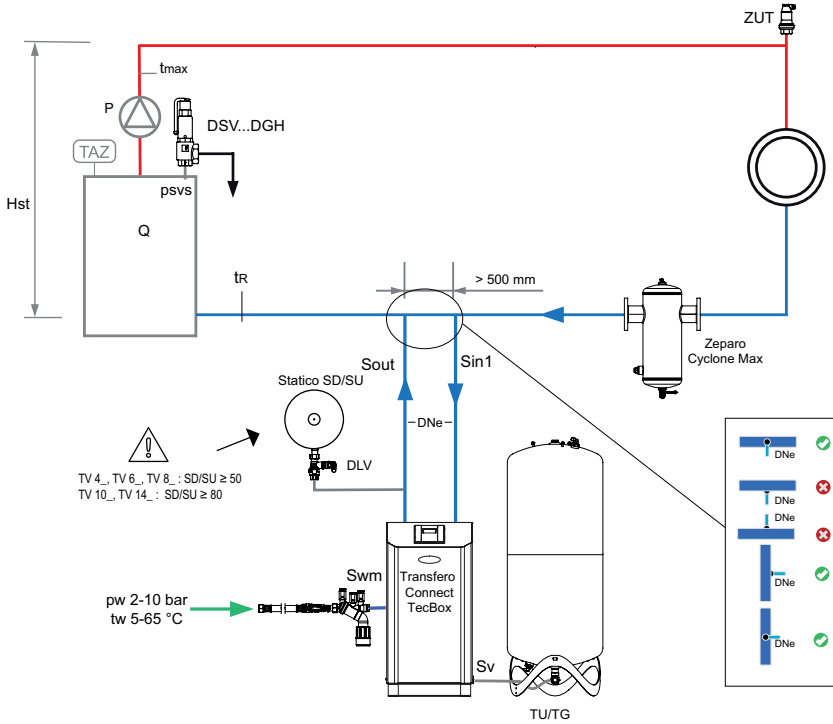 ZUT
tmax
P
DSV...DGH
TAZ
psvs
Hst
Q
> 500 mm
tR
Zeparo
Cyclone Max
Sout
Sin1
Statico SD/SU
DNe
DLV
TV 4_, TV 6_, TV 8_ : SD/SU ≥ 50
TV 10_, TV 14_ : SD/SU ≥ 80
DNe
DNe
DNe
DNe
DNe
Swm
Transfero
Connect
TecBox
pw 2-10 bar
tw 5-65 °C
Sv
TU/TG